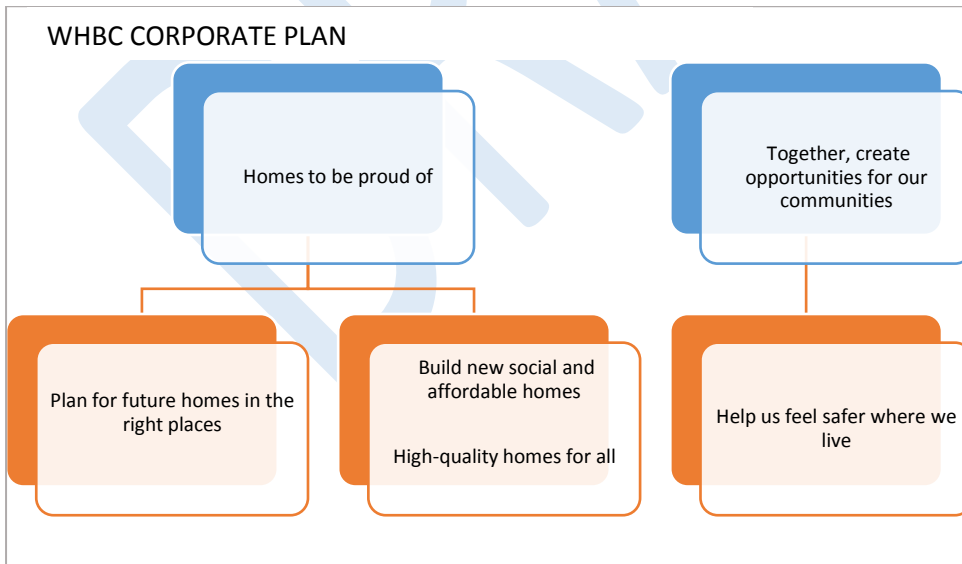 WHBC CORPORATE PLAN
Homes to be proud of
Together, create
opportunities for our
communities
Plan for future homes in the
right places
Build new social and
affordable homes
High-quality homes for all
Help us feel safer where we
live